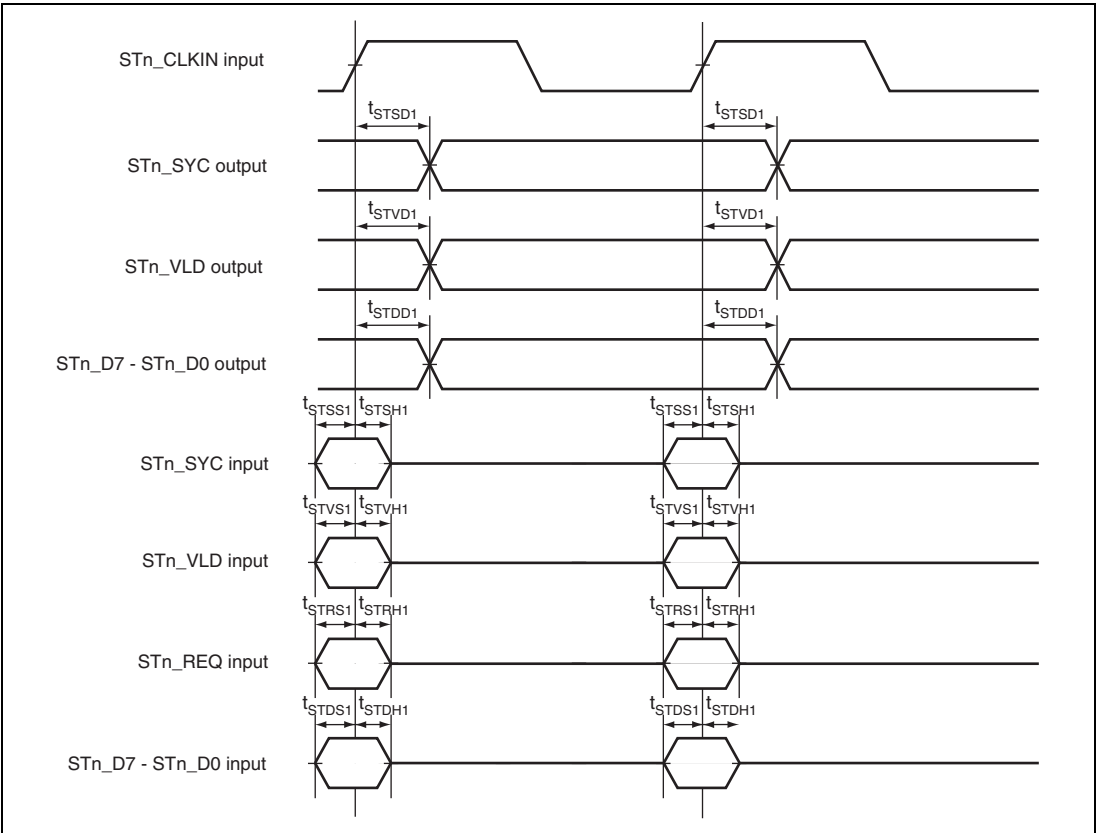 STn_CLKIN input
tSTSD1 tSTSD1
STn_SYC output
tSTVD1 tSTVD1
STn_VLD output
tSTDD1 tSTDD1
STn_D7 - STn_D0 output
tSTSS1 tSTSH1 tSTSS1 tSTSH1
STn_SYC input
tSTVS1 tSTVH1 tSTVS1 tSTVH1
STn_VLD input
tSTRS1 tSTRH1 tSTRS1 tSTRH1
STn_REQ input
tSTDS1 tSTDH1 tSTDS1 tSTDH1
STn_D7 - STn_D0 input